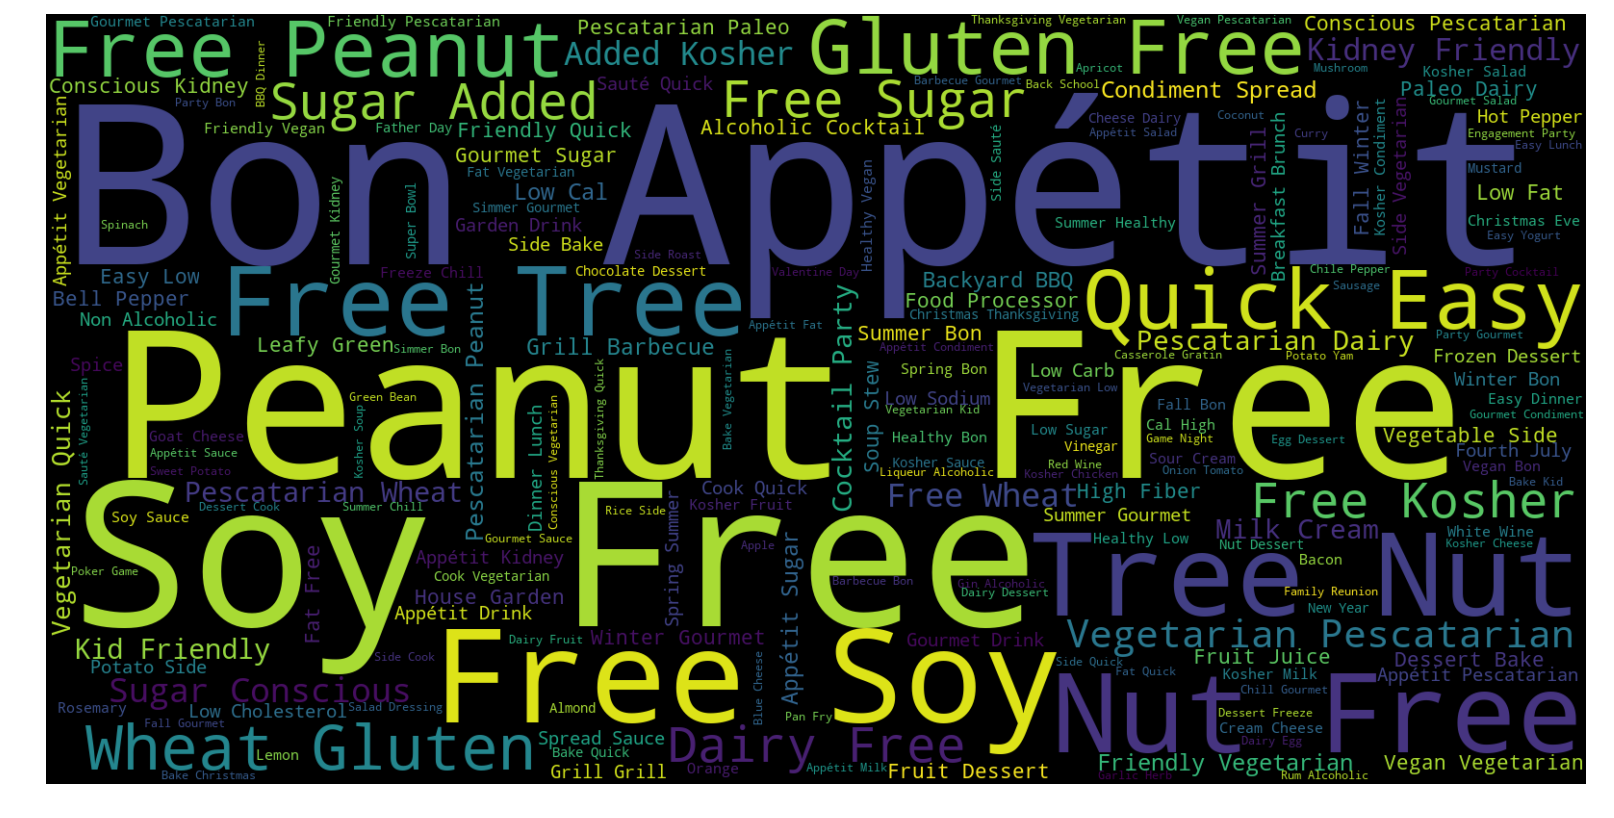 Gourmet Pescatarian
Friendly Pescatarian
Pescatarian Paleo
Thanksgiving Vegetarian
Vegan Pescatarian
Conscious Pescatarian
Free Peanut
Added Kosher
Gluten Free
Kidney Friendly
BBQ Dinner
Apricot
Mushroom
Conscious Kidney
Sauté Quick
Barbecue Gourmet
Back School
Kosher Salad
Party Bon
Sugar Added
Free Sugar
Condiment Spread
Paleo Dairy
Gourmet Salad
Appétit Vegetarian
Friendly Vegan
Father Day
Friendly Quick
Alcoholic Cocktail
Cheese Dairy
Coconut
Hot Pepper
Appétit Salad
Curry
Engagement Party
Bon Appétit
Gourmet Sugar
Easy Lunch
Fat Vegetarian
Side Sauté
Mustard
Low Cal
Low Fat
Gourmet Kidney
Super Bowl
Simmer Gourmet
Healthy Vegan
Summer Grill
Breakfast Brunch
Fall Winter
Kosher Condiment
Side Vegetarian
Spinach
Garden Drink
Summer Healthy
Christmas Eve
Side Bake
Easy Yogurt
Side Roast
Easy Low
Freeze Chill
Chocolate Dessert
Valentine Day
Backyard BBQ
Chile Pepper
Party Cocktail
Bell Pepper
Free Tree
Food Processor
Quick Easy
Sausage
Non Alcoholic
Christmas Thanksgiving
Appétit Fat
Summer Bon
Party Gourmet
Leafy Green
Simmer Bon
Grill Barbecue
Appétit Condiment
Pescatarian Dairy
Spice
Casserole Gratin
Potato Yam
Frozen Dessert
Pescatarian Peanut
Cocktail Party
Spring Bon
Low Carb
Winter Bon
Peanut Free
Vegetarian Low
Sauté Vegetarian
Green Bean
Thanksgiving Quick
Bake Vegetarian
Low Sodium
Easy Dinner
Fall Bon
Vegetarian Kid
Gourmet Condiment
Vegetarian Quick
Kosher Soup
Soup Stew
Cal High
Goat Cheese
Healthy Bon
Low Sugar
Game Night
Egg Dessert
Vegetable Side
Appétit Sauce
Vinegar
Fourth July
Sweet Potato
Kosher Sauce
Red Wine
Sour Cream
Vegan Bon
Liqueur Alcoholic
Kosher Chicken
Onion Tomato
Dinner Lunch
Conscious Vegetarian
Pescatarian Wheat
Cook Quick
Free Wheat
High Fiber
Bake Kid
Dessert Cook
Summer Chill
Kosher Fruit
Free Kosher
Soy Sauce
Rice Side
Summer Gourmet
Soy Free
Milk Cream
White Wine
Gourmet Sauce
Healthy Low
Nut Dessert
Kosher Cheese
Fat Free
Appétit Kidney
Spring Summer
Apple
Appétit Sugar
Tree Nut
Bacon
Poker Game
Cook Vegetarian
Barbecue Bon
Gin Alcoholic
House Garden
Dairy Dessert
Family Reunion
Appétit Drink
New Year
Kid Friendly
Dairy Fruit
Winter Gourmet
Gourmet Drink
Vegetarian Pescatarian
Potato Side
Side Cook
Free Soy
Side Quick
Fruit Juice
Dessert Bake
Sugar Conscious
Blue Cheese
Fat Quick
Kosher Milk
Appétit Pescatarian
Rosemary
Low Cholesterol
Salad Dressing
Almond
Chill Gourmet
Nut Free
Fall Gourmet
Pan Fry
Dessert Freeze
Wheat Gluten
Spread Sauce
Dairy Free
Cream Cheese
Lemon
Bake Quick
Dairy Egg
Bake Christmas
Grill Grill
Orange
Appétit Milk
Fruit Dessert
Friendly Vegetarian
Vegan Vegetarian
Garlic Herb
Rum Alcoholic